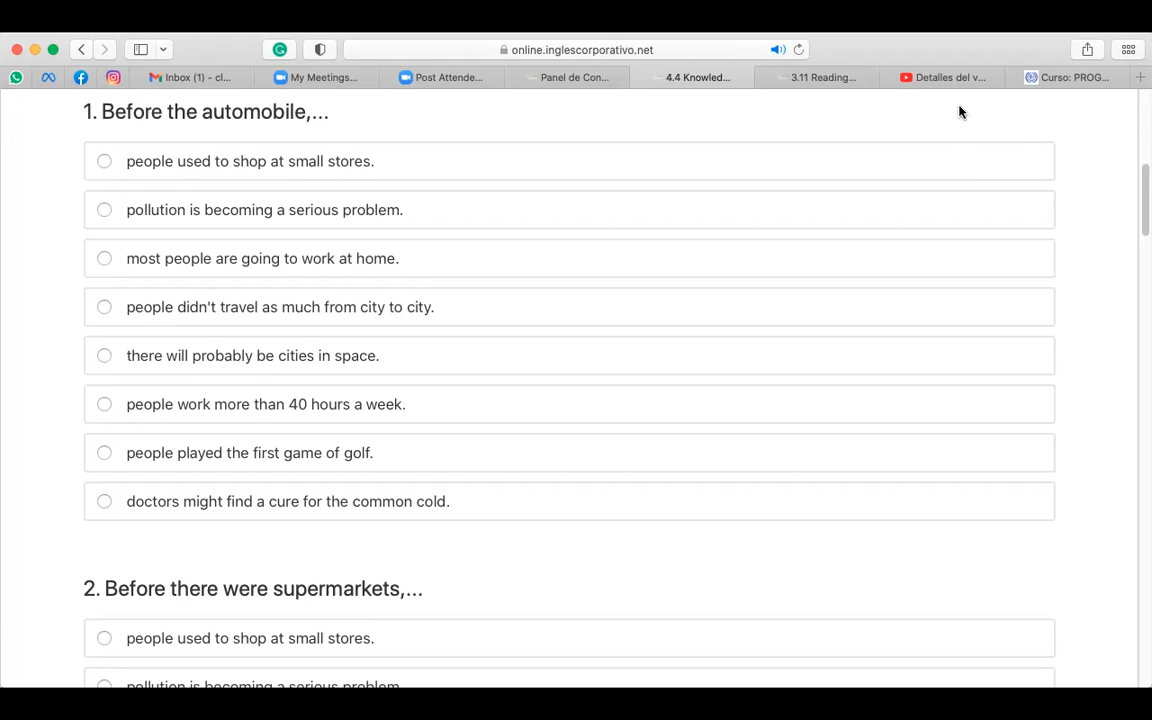 online.inglescorporativo.net
Inbox (1) - cl...
My Meetings...
Post Attende...
Panel de Con...
4.4 Knowled...
3.11 Reading...
Detalles del v...
Curso: PROG...
1. Before the automobile,...
people used to shop at small stores.
pollution is becoming a serious problem.
most people are going to work at home.
people didn't travel as much from city to city.
there will probably be cities in space.
people work more than 40 hours a week.
people played the first game of golf.
doctors might find a cure for the common cold.
2. Before there were supermarkets,...
people used to shop at small stores.
pollution is becoming a serious problem.